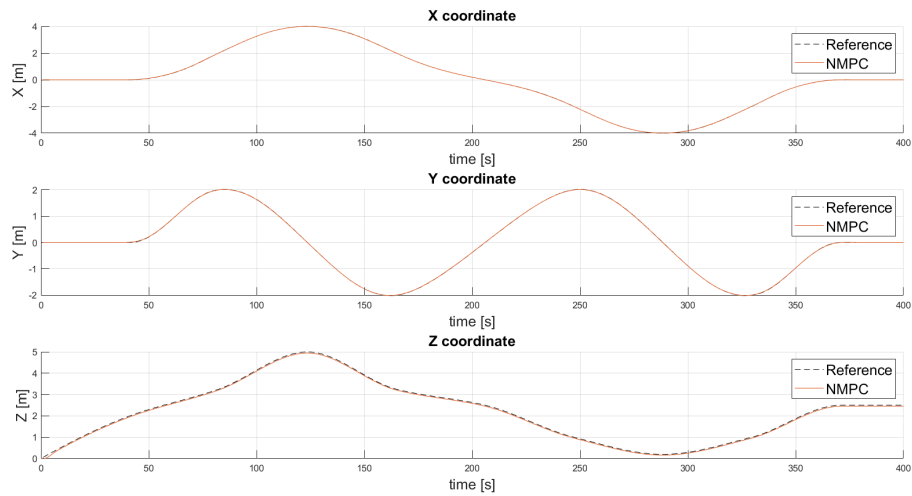 X coordinate
4
2
0
-2
-4
X [m]
Reference
NMPC
0 50 100 150 200 250 300 350 400
time [s]
Y coordinate
2
1
0
-1
-2
Y [m]
Reference
NMPC
0 50 100 150 200 250 300 350 400
time [s]
Z coordinate
5
4
3
2
1
0
Z [m]
Reference
NMPC
0 50 100 150 200 250 300 350 400
time [s]